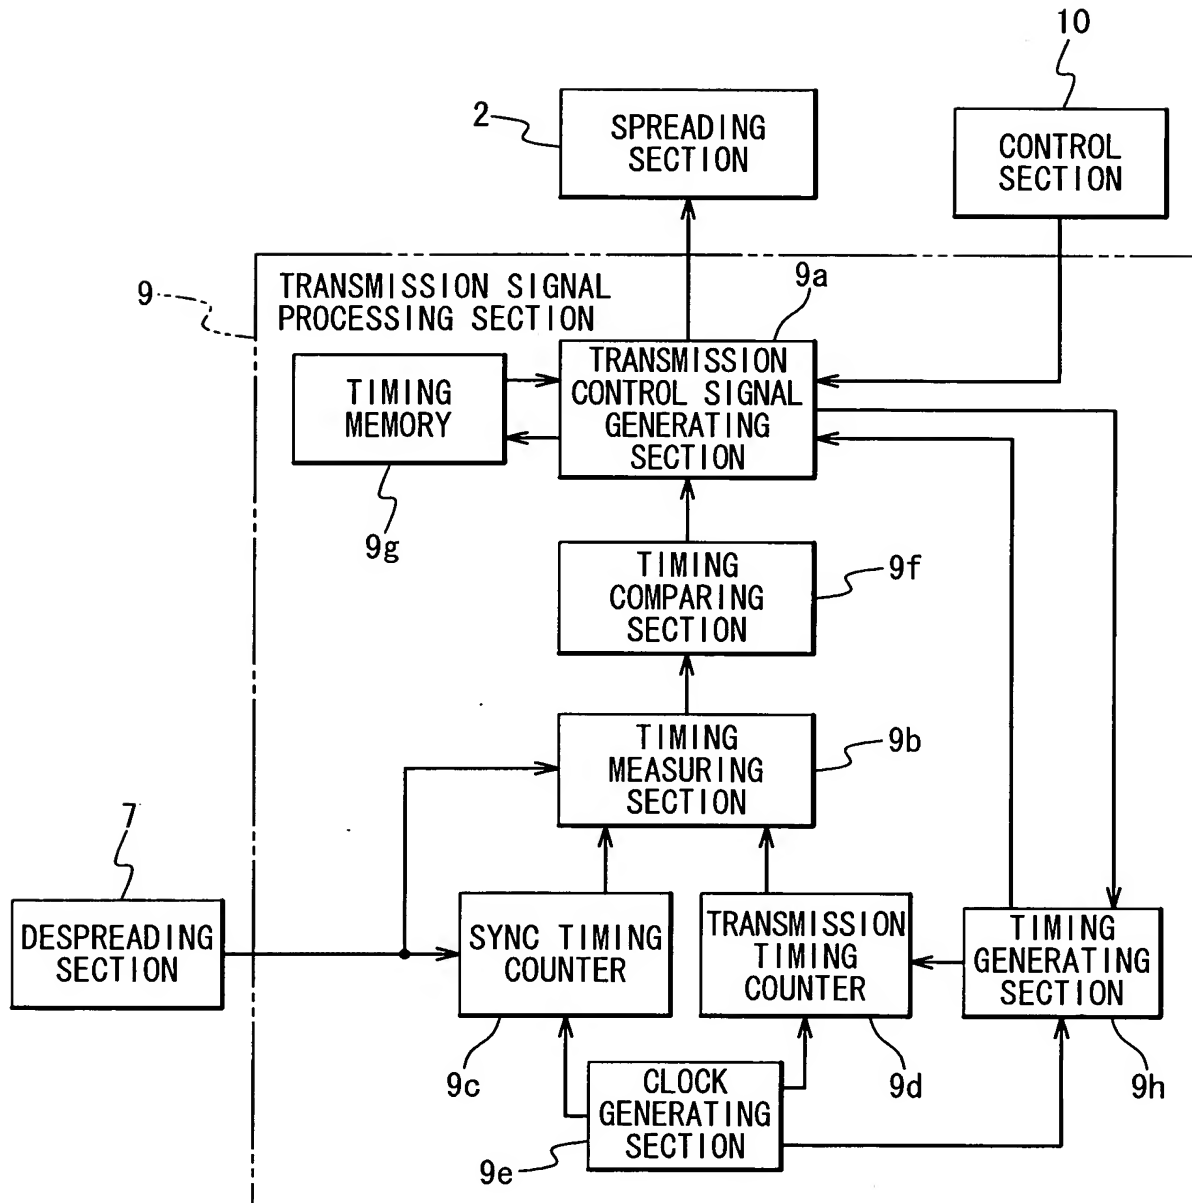 10
2
SPREADING
SECTION
CONTROL
SECTION
9
TRANSMISSION SIGNAL
PROCESSING SECTION
9a
TIMING
MEMORY
TRANSMISSION
CONTROL SIGNAL
GENERATING
SECTION
9g
TIMING
COMPARING
SECTION
9f
TIMING
MEASURING
SECTION
9b
7
DESPREADING
SECTION
SYNC TIMING
COUNTER
TRANSMISSION
TIMING
COUNTER
TIMING
GENERATING
SECTION
9c
CLOCK
GENERATING
SECTION
9d
9h
9e